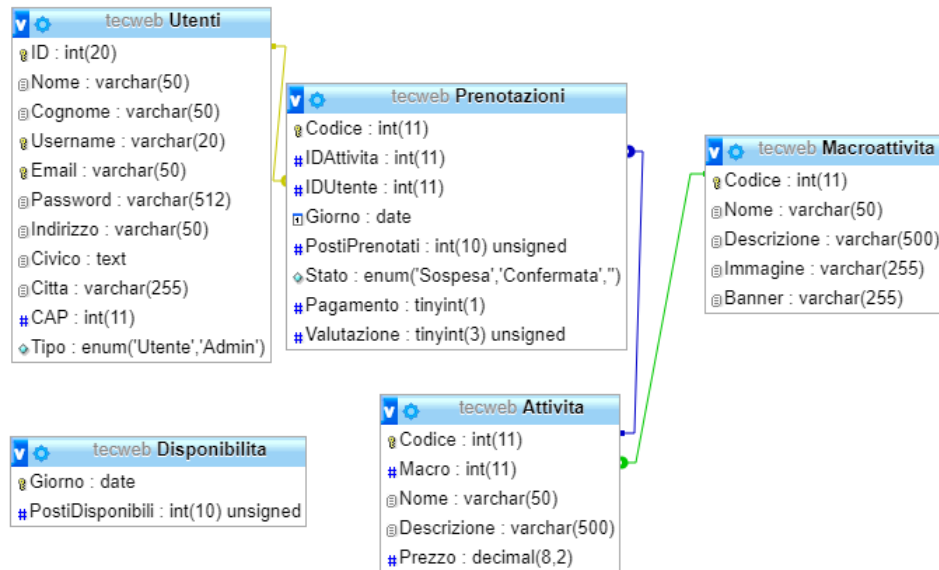 tecweb Utenti
ID : int(20)
Nome : varchar(50)
Cognome : varchar(50)
Username : varchar(20)
Email : varchar(50)
Password : varchar(512)
Indirizzo : varchar(50)
Civico : text
Citta : varchar(255)
CAP : int(11)
Tipo : enum('Utente','Admin')
tecweb Prenotazioni
Codice : int(11)
IDAttivita : int(11)
IDUtente : int(11)
Giorno : date
PostiPrenotati : int(10) unsigned
Stato : enum('Sospesa','Confermata','')
Pagamento : tinyint(1)
Valutazione : tinyint(3) unsigned
tecweb Macroattivita
Codice : int(11)
Nome : varchar(50)
Descrizione : varchar(500)
Immagine : varchar(255)
Banner : varchar(255)
tecweb Disponibilita
Giorno : date
PostiDisponibili : int(10) unsigned
tecweb Attivita
Codice : int(11)
Macro : int(11)
Nome : varchar(50)
Descrizione : varchar(500)
Prezzo : decimal(8,2)